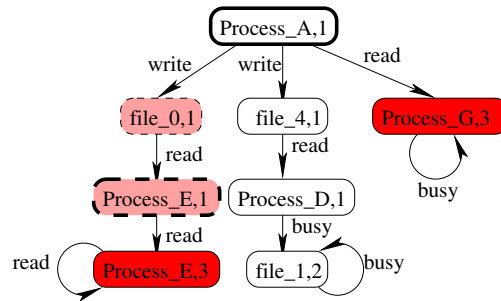 Process_A,1
write
write
read
file_0,1
file_4,1
Process_G,3
read
read
busy
Process_E,1
Process_D,1
read
busy
read
Process_E,3
file_1,2
busy